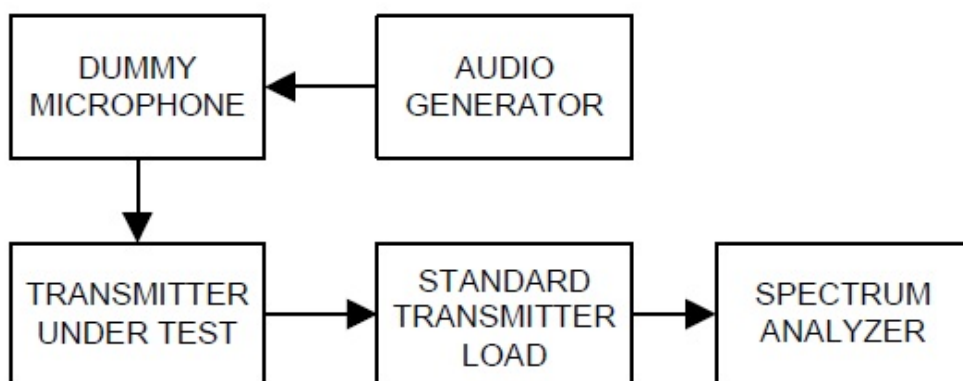 DUMMY
MICROPHONE
AUDIO
GENERATOR
TRANSMITTER
UNDER TEST
STANDARD
TRANSMITTER
LOAD
SPECTRUM
ANALYZER